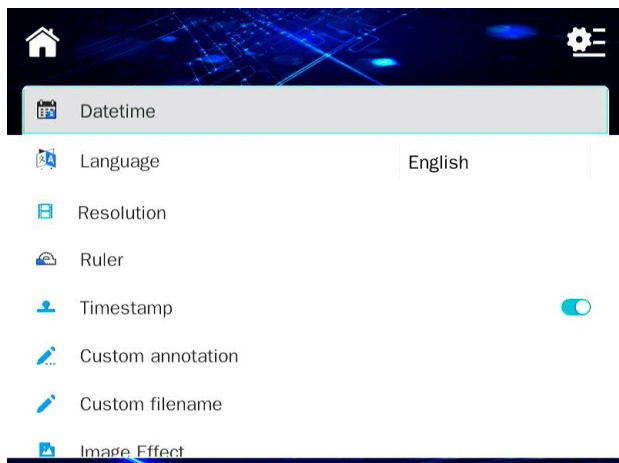 Datetime
Language English
Resolution
Ruler
Timestamp
Custom annotation
Custom filename
Image Effect